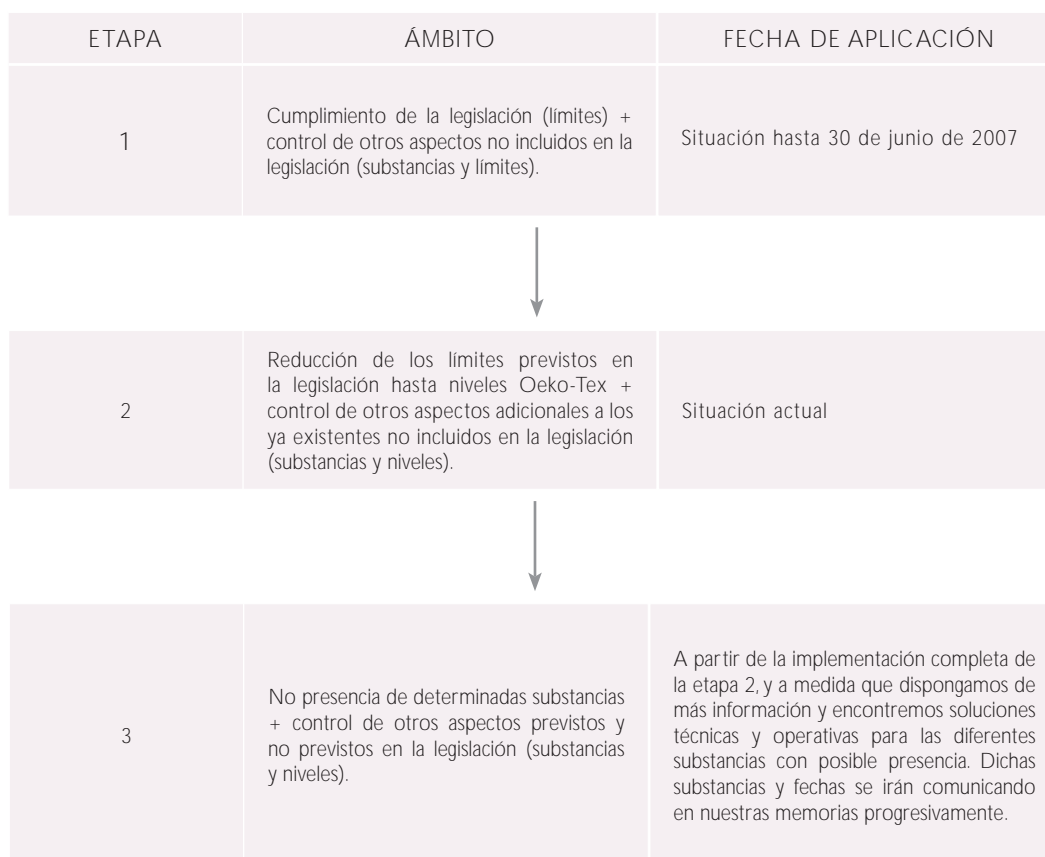 ETAPA ÁMBITO FECHA DE APLICACIÓN
1
Cumplimiento de la legislación (límites) +
control de otros aspectos no incluidos en la
legislación (substancias y límites).
Situación hasta 30 de junio de 2007
2
Reducción de los límites previstos en
la legislación hasta niveles Oeko-Tex +
control de otros aspectos adicionales a los
ya existentes no incluidos en la legislación
(substancias y niveles).
Situación actual
3
No presencia de determinadas substancias
+ control de otros aspectos previstos y
no previstos en la legislación (substancias
y niveles).
A partir de la implementación completa de
la etapa 2, y a medida que dispongamos de
más información y encontremos soluciones
técnicas y operativas para las diferentes
substancias con posible presencia. Dichas
substancias y fechas se irán comunicando
en nuestras memorias progresivamente.